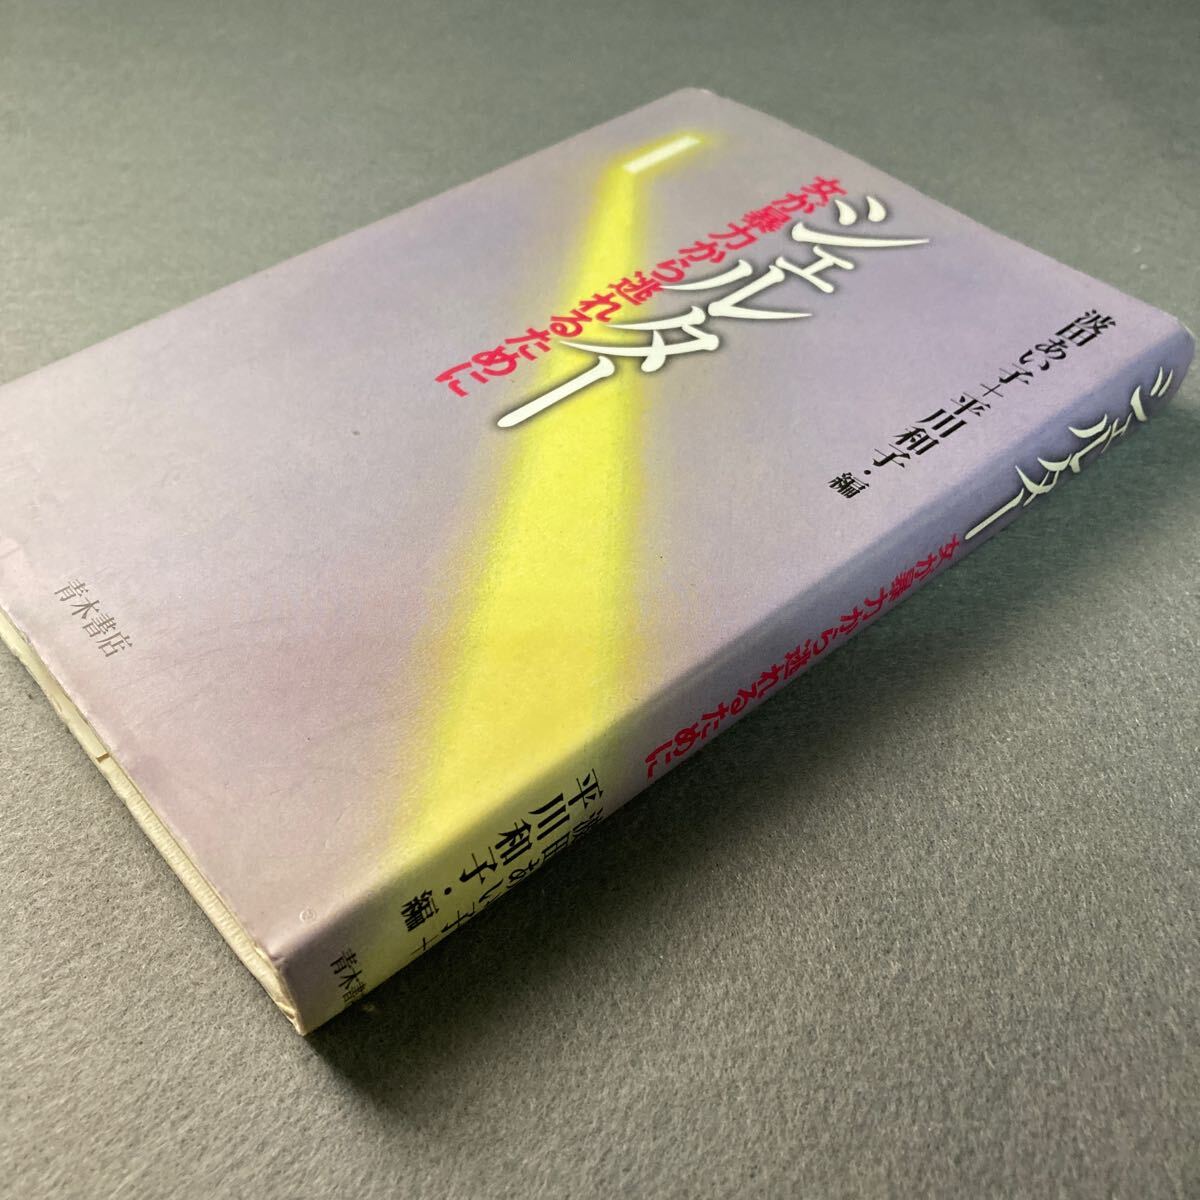 シェルター
女が暴力から逃れるために
波田あい子＋平川和子・編
青木書店
シェルター
女が暴力から逃れるために
波田あい子＋
平川和子・編
青木書